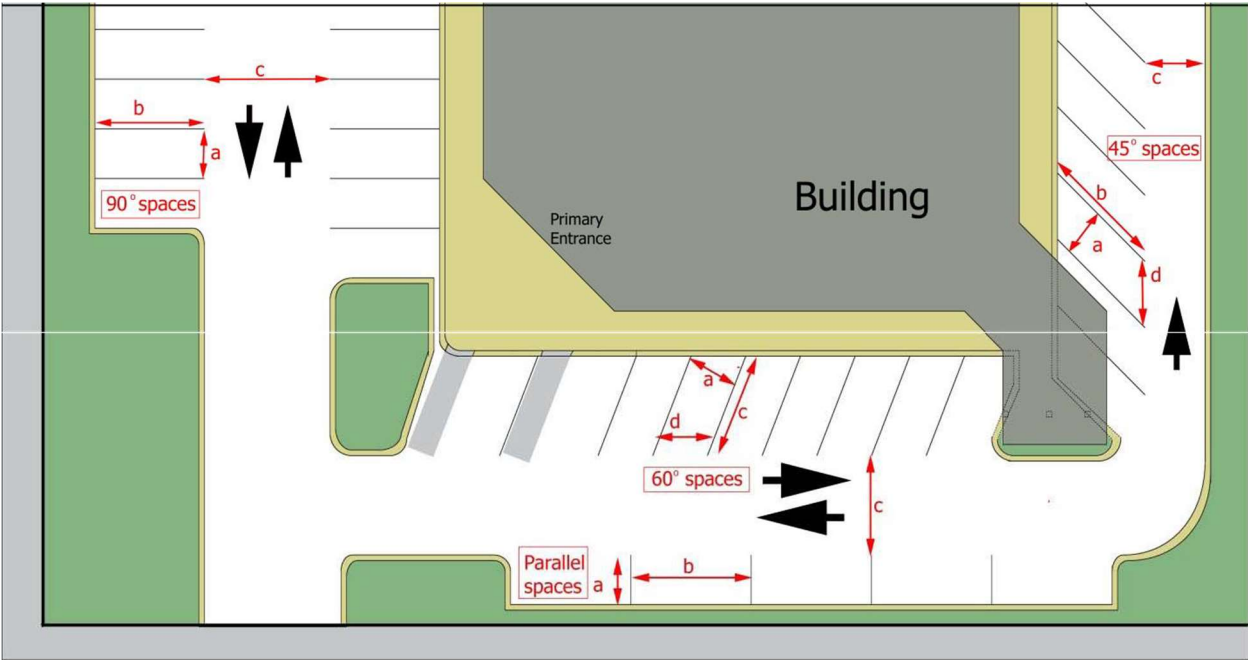 c
c
b
a
45° spaces
90° spaces
Building
Primary
Entrance
b
a
d
a
c
d
60° spaces
c
Parallel
spaces
a
b